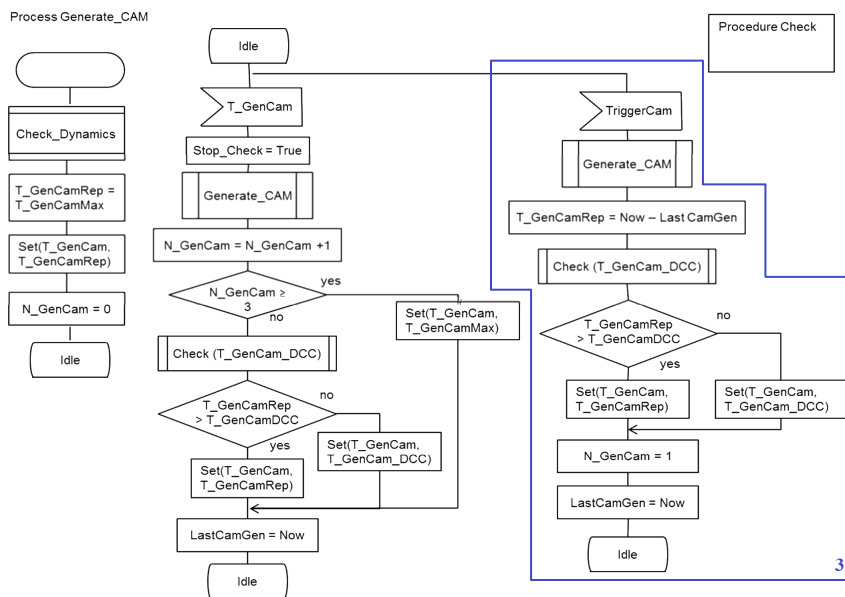 Process Generate_CAM
Check_Dynamics
T_GenCamRep =
T_GenCamMax
Set(T_GenCam,
T_GenCamRep)
N_GenCam = 0
Idle
Idle
T_GenCam
Stop_Check = True
Generate_CAM
N_GenCam = N_GenCam +1
N_GenCam ≥
3
yes
no
Set(T_GenCam,
T_GenCamMax)
Check (T_GenCam_DCC)
T_GenCamRep
> T_GenCamDCC
no
yes
Set(T_GenCam,
T_GenCam_DCC)
Set(T_GenCam,
T_GenCamRep)
LastCamGen = Now
Idle
TriggerCam
Generate_CAM
T_GenCamRep = Now – Last CamGen
Check (T_GenCam_DCC)
T_GenCamRep
> T_GenCamDCC
no
yes
Set(T_GenCam,
T_GenCamRep)
Set(T_GenCam,
T_GenCam_DCC)
N_GenCam = 1
LastCamGen = Now
Idle
3
Procedure Check